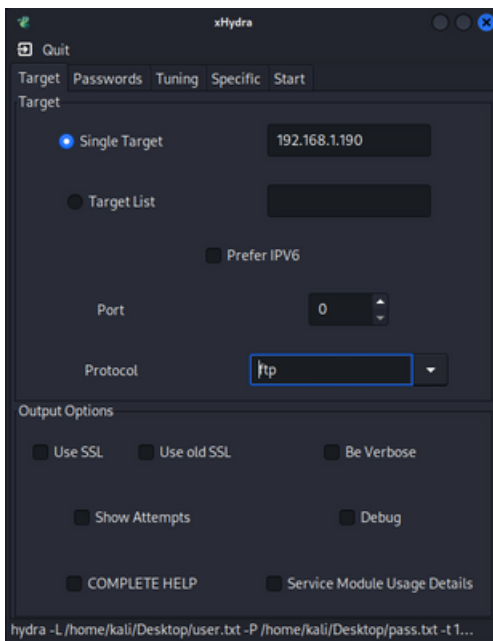 xHydra
Quit
Target Passwords Tuning Specific Start
Target
Single Target 192.168.1.190
Target List
Prefer IPV6
Port 0
Protocol ftp
Output Options
Use SSL Use old SSL Be Verbose
Show Attempts Debug
COMPLETE HELP Service Module Usage Details
hydra -L /home/kali/Desktop/user.txt -P /home/kali/Desktop/pass.txt -t 1...